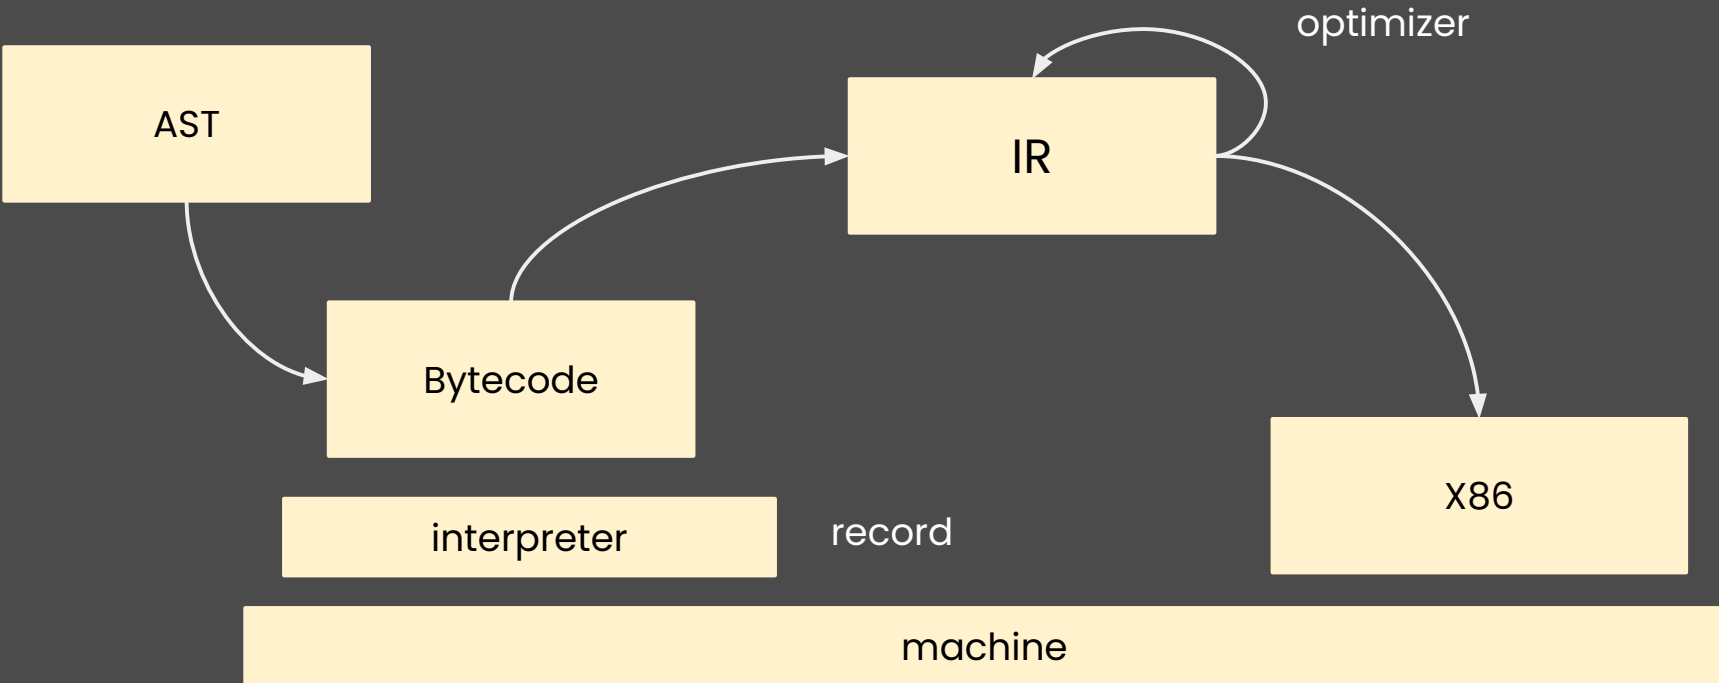 optimizer
AST
IR
Bytecode
X86
interpreter
record
machine